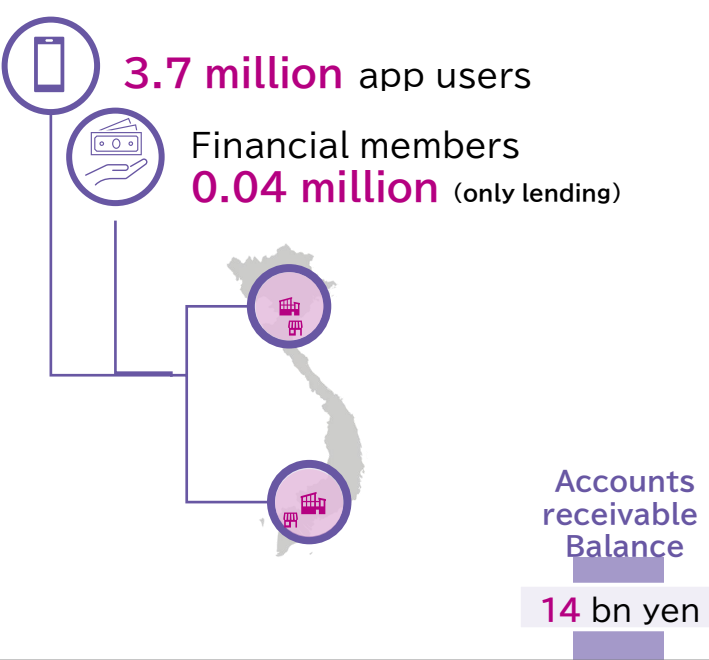 3.7 million app users
Financial members
0.04 million (only lending)
Accounts
receivable
Balance
14 bn yen